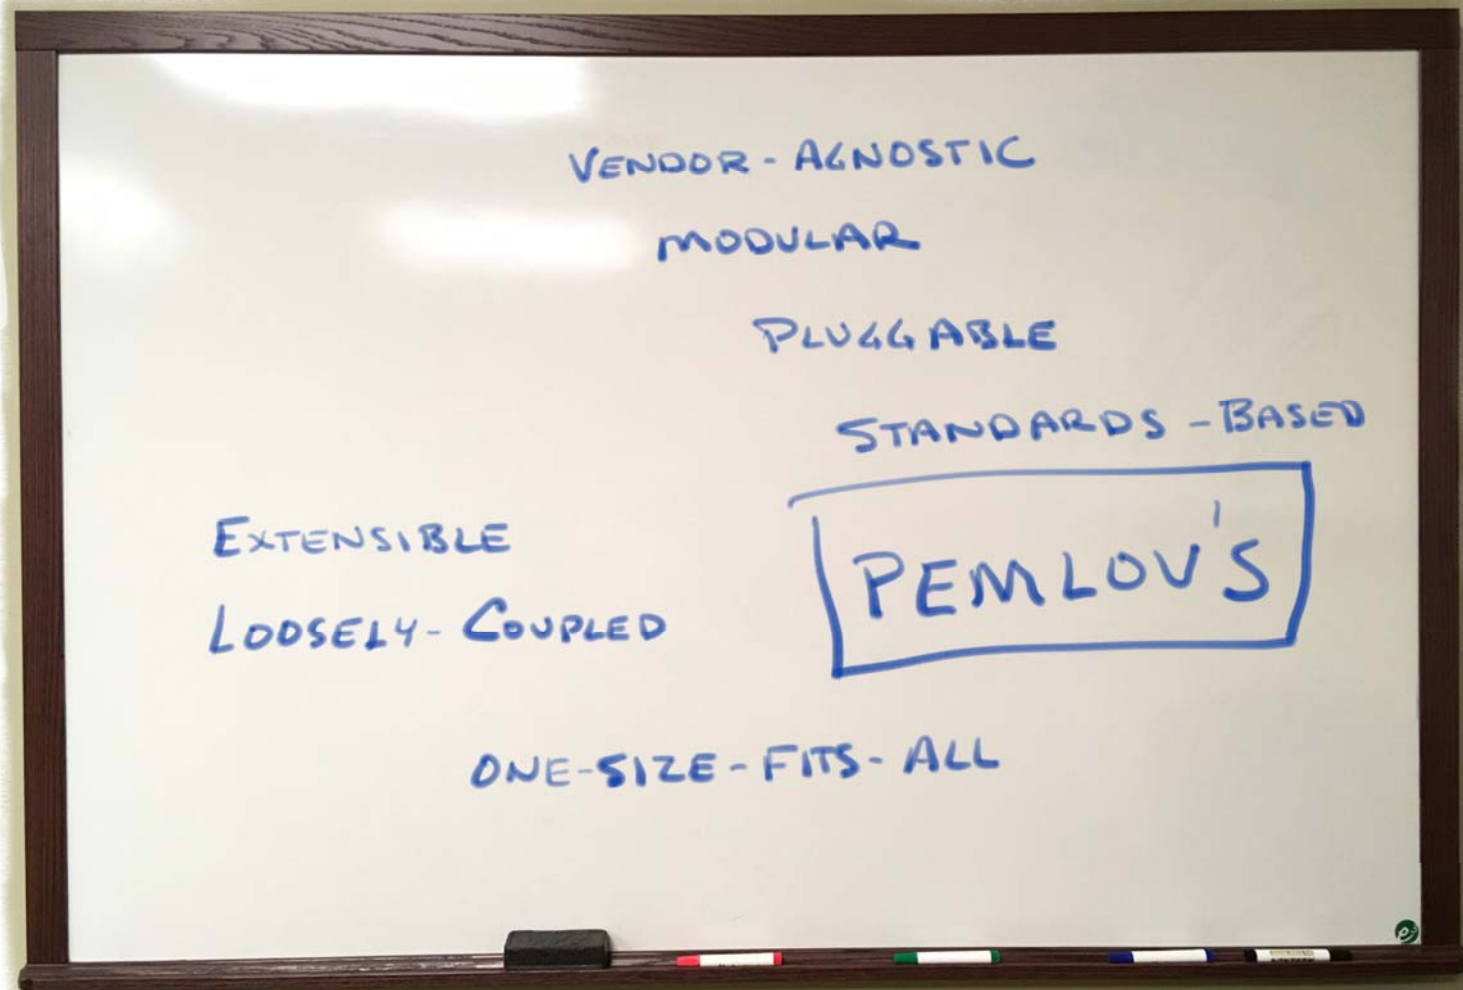 VENDOR-AGNOSTIC
MODULAR
PLUGGABLE
STANDARDS-BASED
PEMLOV'S
EXTENSIBLE
LOOSELY-COUPLED
ONE-SIZE-FITS-ALL